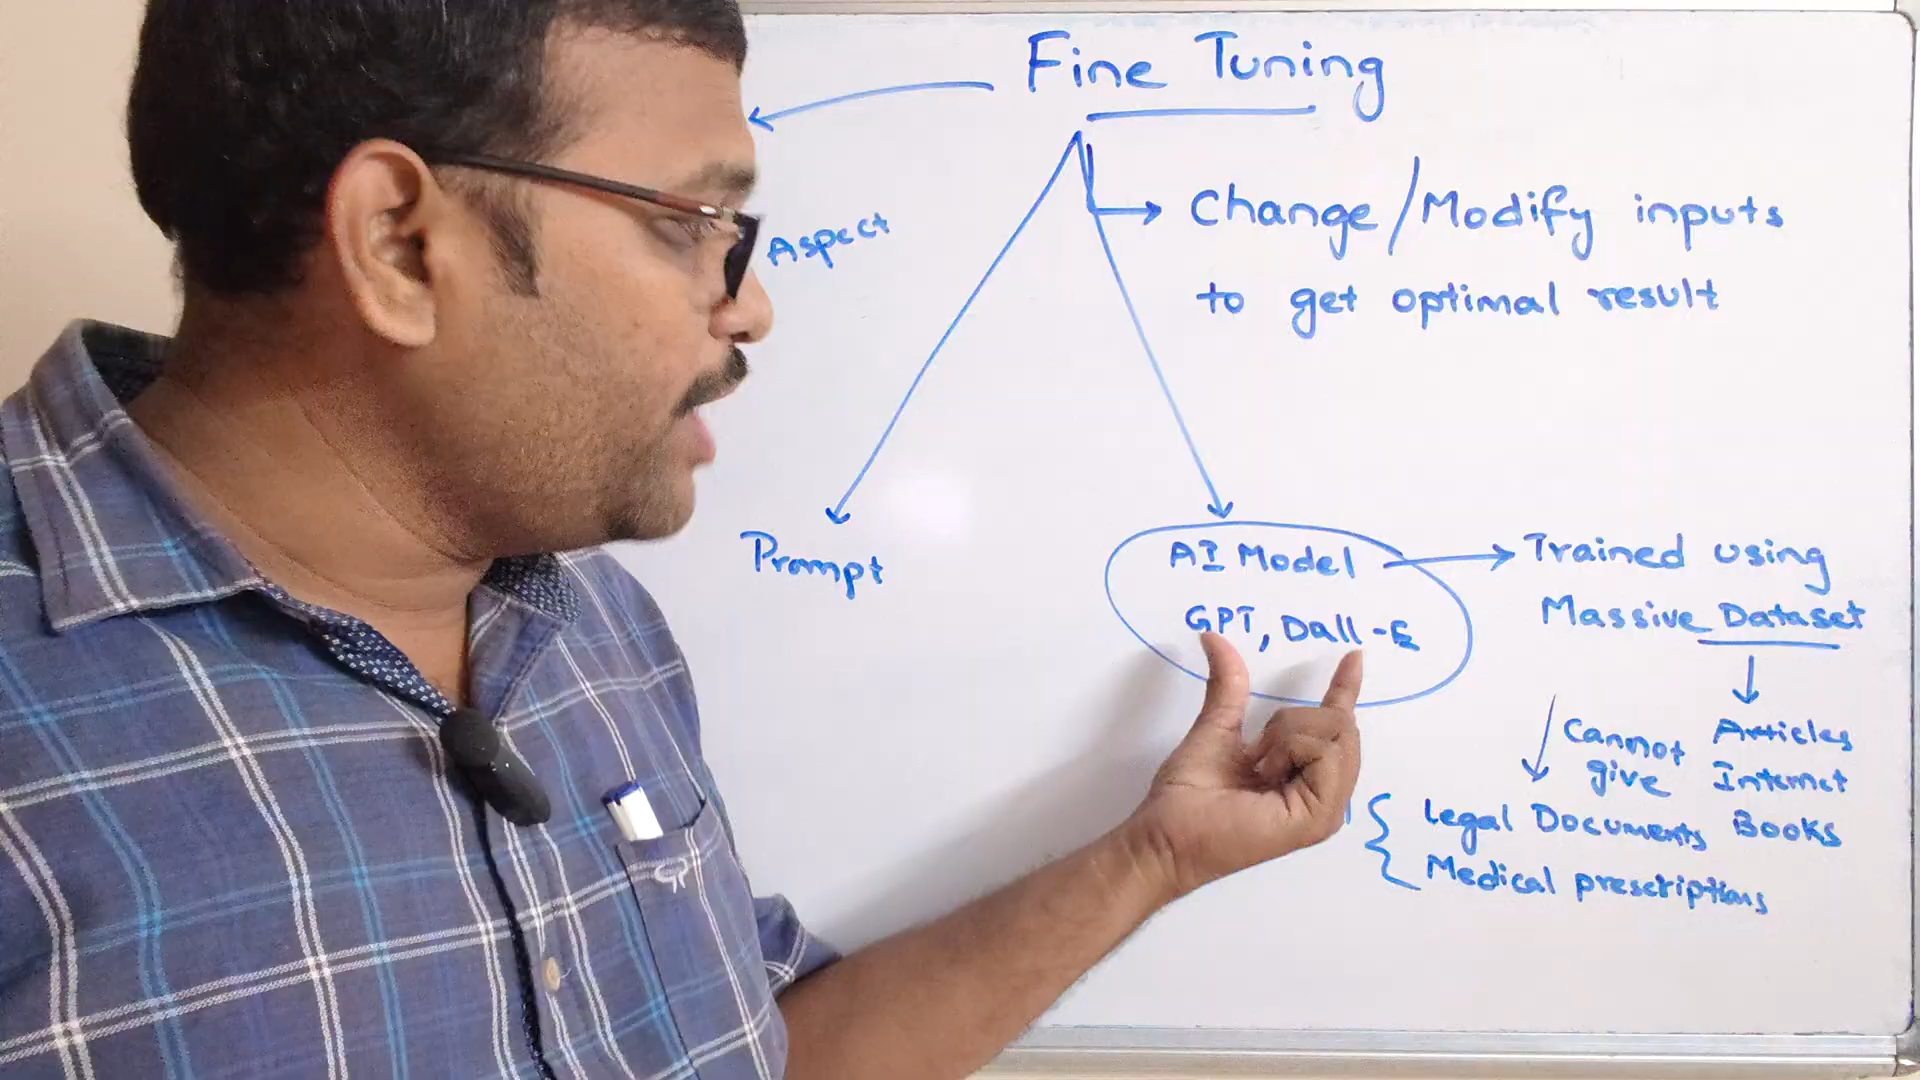 Fine Tuning
Aspect
Change/Modify inputs
to get optimal result
Prompt
AI Model
GPT, Dall-E
Trained using
Massive Dataset
Articles
Internet
Books
Cannot
give
Legal Documents
Medical prescriptions